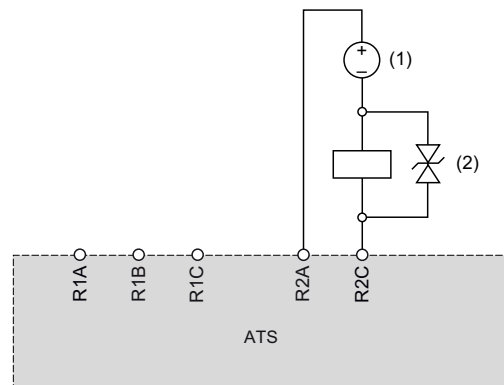 +
(1)
–
(2)
R1A
R1B
R1C
R2A
R2C
ATS